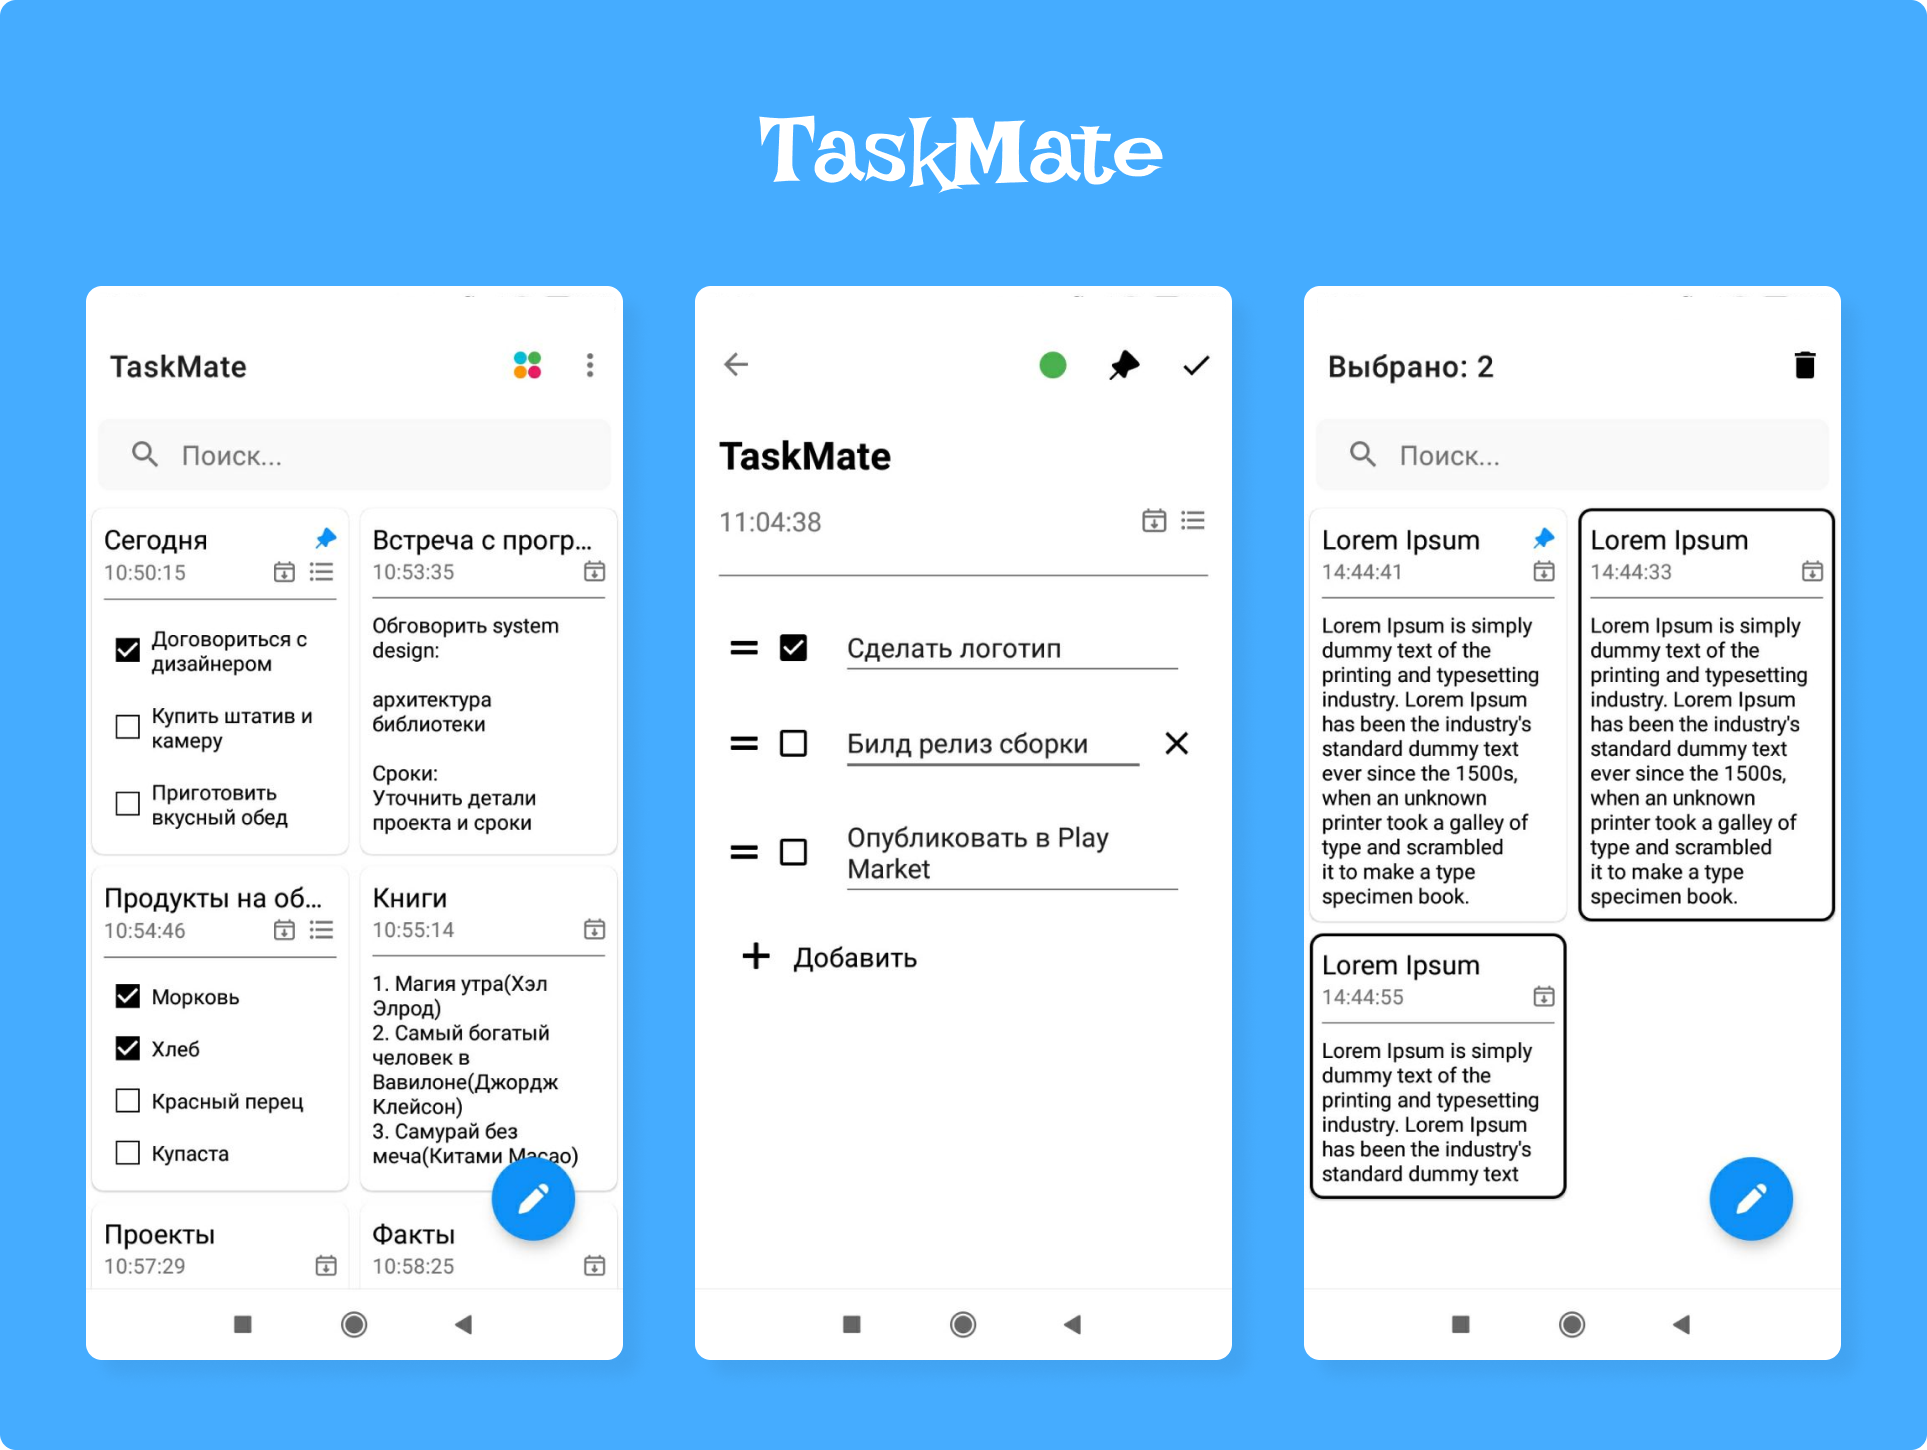 TaskMate
TaskMate
Поиск...
Сегодня
10:50:15
Договориться с
дизайнером
Купить штатив и
камеру
Приготовить
вкусный обед
Встреча с прогр...
10:53:35
Обговорить system
design:
архитектура
библиотеки
Сроки:
Уточнить детали
проекта и сроки
Продукты на об...
10:54:46
Морковь
Хлеб
Красный перец
Купаста
Книги
10:55:14
1. Магия утра(Хэл
Элрод)
2. Самый богатый
человек в
Вавилоне(Джордж
Клейсон)
3. Самурай без
меча(Китами Масао)
Проекты
10:57:29
Факты
10:58:25
TaskMate
11:04:38
Сделать логотип
Билд релиз сборки
Опубликовать в Play
Market
Добавить
Выбрано: 2
Поиск...
Lorem Ipsum
14:44:41
Lorem Ipsum is simply
dummy text of the
printing and typesetting
industry. Lorem Ipsum
has been the industry's
standard dummy text
ever since the 1500s,
when an unknown
printer took a galley of
type and scrambled
it to make a type
specimen book.
Lorem Ipsum
14:44:33
Lorem Ipsum is simply
dummy text of the
printing and typesetting
industry. Lorem Ipsum
has been the industry's
standard dummy text
ever since the 1500s,
when an unknown
printer took a galley of
type and scrambled
it to make a type
specimen book.
Lorem Ipsum
14:44:55
Lorem Ipsum is simply
dummy text of the
printing and typesetting
industry. Lorem Ipsum
has been the industry's
standard dummy text